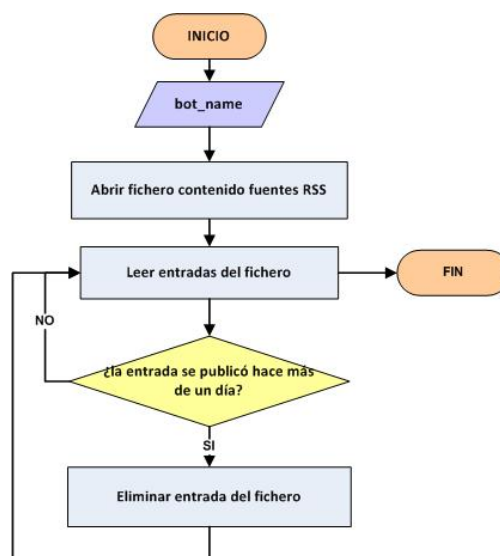 INICIO
bot_name
Abrir fichero contenido fuentes RSS
Leer entradas del fichero
FIN
NO
¿la entrada se publicó hace más
de un día?
SI
Eliminar entrada del fichero